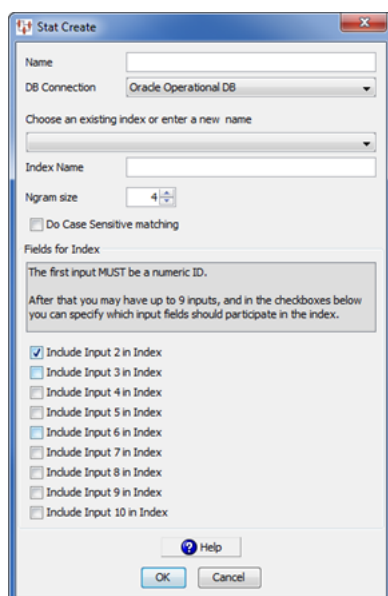 Stat Create
Name
DB Connection Oracle Operational DB
Choose an existing index or enter a new name
Index Name
Ngram size 4
Do Case Sensitive matching
Fields for Index
The first input MUST be a numeric ID.
After that you may have up to 9 inputs, and in the checkboxes below
you can specify which input fields should participate in the index.
Include Input 2 in Index
Include Input 3 in Index
Include Input 4 in Index
Include Input 5 in Index
Include Input 6 in Index
Include Input 7 in Index
Include Input 8 in Index
Include Input 9 in Index
Include Input 10 in Index
Help
OK Cancel